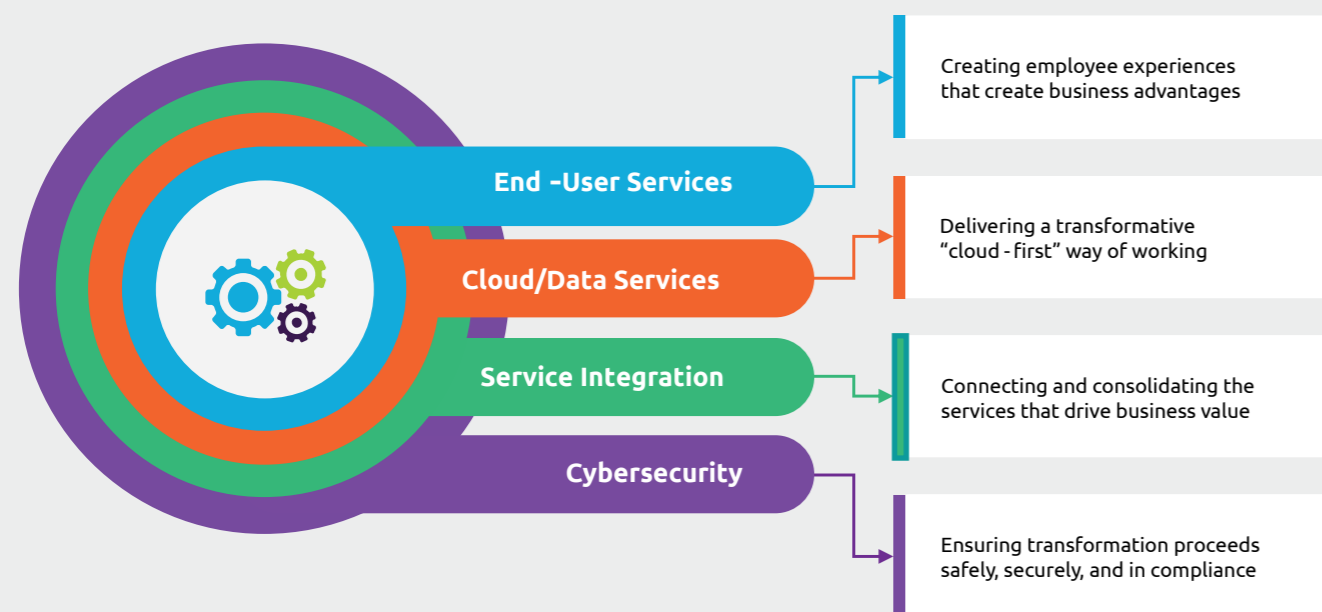 End -User Services
Creating employee experiences
that create business advantages
Cloud/Data Services
Delivering a transformative
“cloud - first” way of working
Service Integration
Connecting and consolidating the
services that drive business value
Cybersecurity
Ensuring transformation proceeds
safely, securely, and in compliance